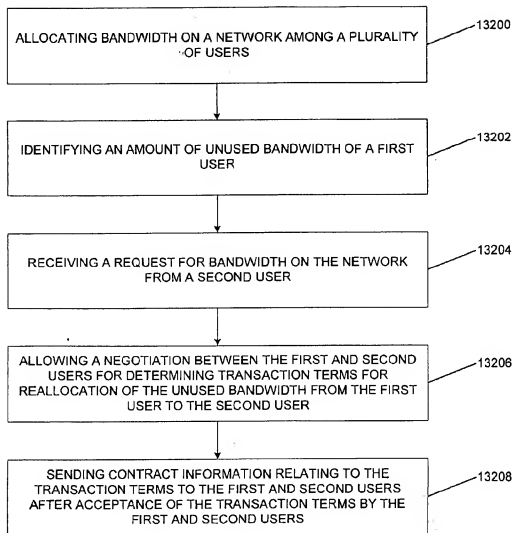 ALLOCATING BANDWIDTH ON A NETWORK AMONG A PLURALITY
OF USERS
13200
IDENTIFYING AN AMOUNT OF UNUSED BANDWIDTH OF A FIRST
USER
13202
RECEIVING A REQUEST FOR BANDWIDTH ON THE NETWORK
FROM A SECOND USER
13204
ALLOWING A NEGOTIATION BETWEEN THE FIRST AND SECOND
USERS FOR DETERMINING TRANSACTION TERMS FOR
REALLOCATION OF THE UNUSED BANDWIDTH FROM THE FIRST
USER TO THE SECOND USER
13206
SENDING CONTRACT INFORMATION RELATING TO THE
TRANSACTION TERMS TO THE FIRST AND SECOND USERS
AFTER ACCEPTANCE OF THE TRANSACTION TERMS BY THE
FIRST AND SECOND USERS
13208